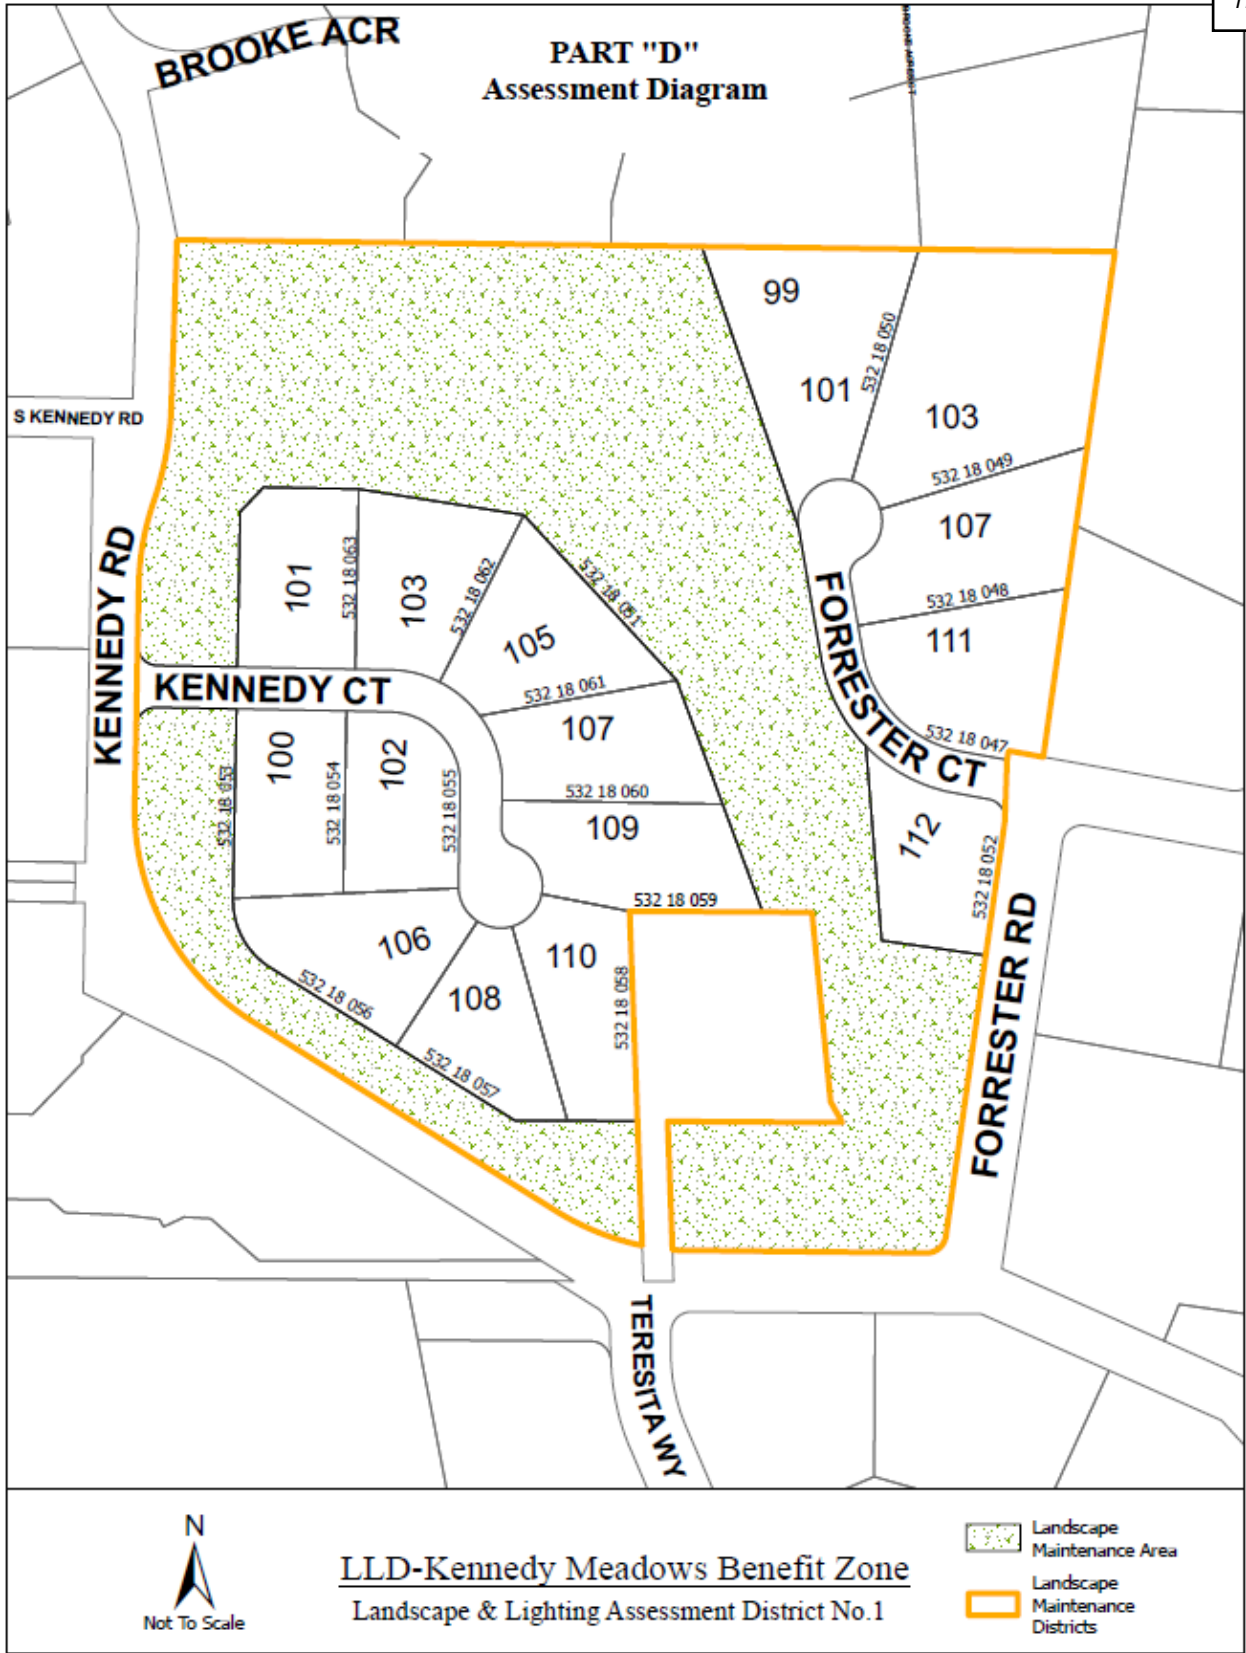 BROOKE ACR
PART "D"
Assessment Diagram
99
101
532 18 050
103
532 18 049
S KENNEDY RD
107
532 18 048
111
KENNEDY RD
101
532 18 063
103
532 18 062
532 18 051
105
532 18 061
FORRESTER CT
532 18 047
KENNEDY CT
100
532 18 053
532 18 054
102
532 18 055
107
532 18 060
109
112
532 18 052
532 18 059
FORRESTER RD
106
532 18 056
108
532 18 057
110
532 18 058
TERESITA WY
N
Not To Scale
LLD-Kennedy Meadows Benefit Zone
Landscape & Lighting Assessment District No.1
Landscape
Maintenance Area
Landscape
Maintenance
Districts